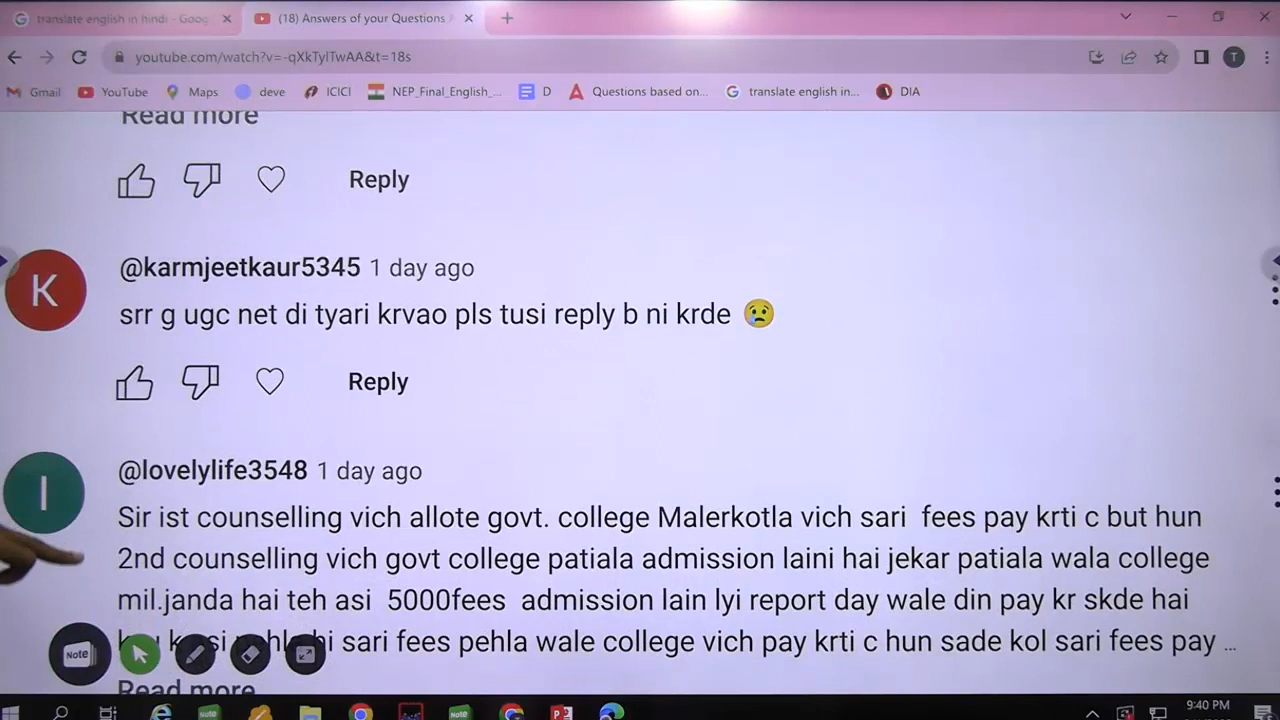 translate english in hindi - Goog
(18) Answers of your Questions
youtube.com/watch?v=-qXkTylTwAA&t=18s
T
Gmail YouTube Maps deve ICICI NEP_Final_English_... D Questions based on... translate english in... DIA
Read more
Reply
K
@karmjeetkaur5345 1 day ago
srr g ugc net di tyari krvao pls tusi reply b ni krde 😢
Reply
I
@lovelylife3548 1 day ago
Sir ist counselling vich allote govt. college Malerkotla vich sari fees pay krti c but hun
2nd counselling vich govt college patiala admission laini hai jekar patiala wala college
mil.janda hai teh asi 5000fees admission lain lyi report day wale din pay kr skde hai
hi sari fees pehla wale college vich pay krti c hun sade kol sari fees pay ...
Note
Read more
Note
Note
9:40 PM